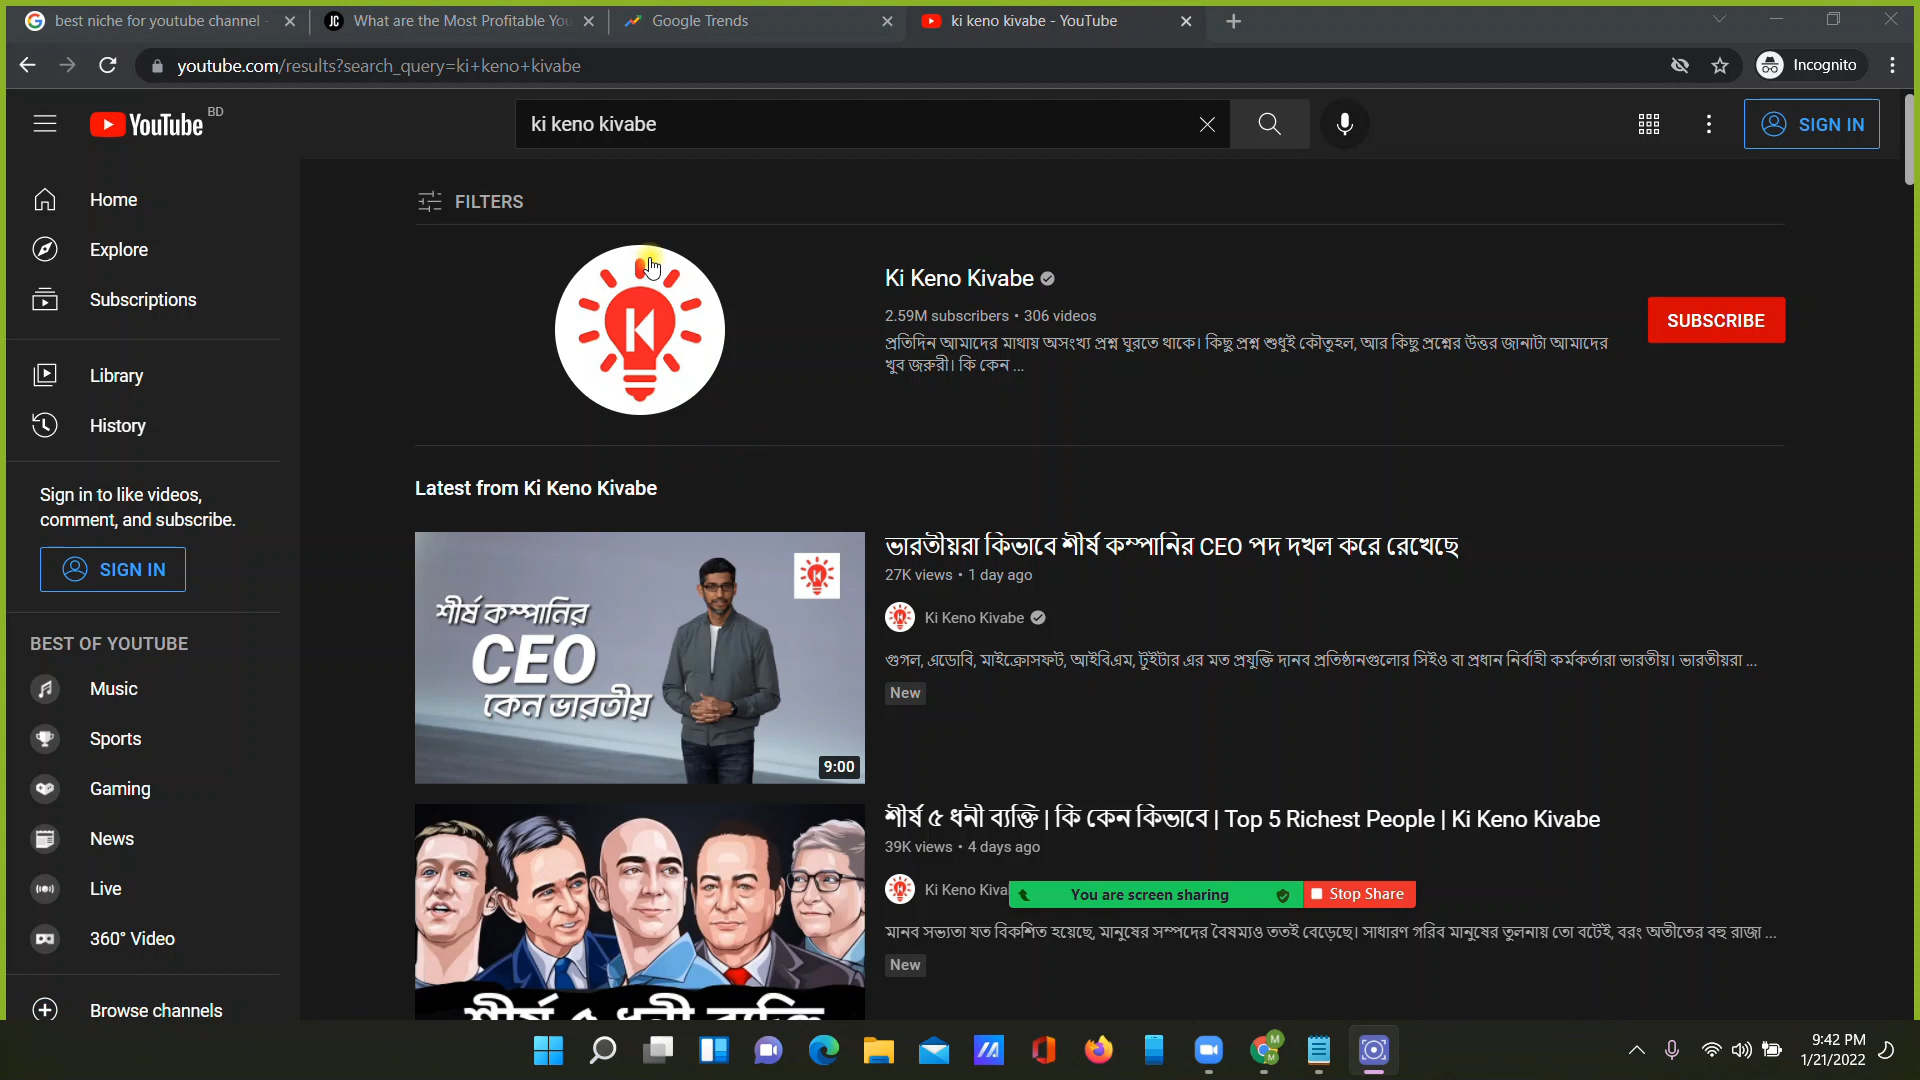 best niche for youtube channel -
What are the Most Profitable You
Google Trends
ki keno kivabe - YouTube
youtube.com/results?search_query=ki+keno+kivabe
Incognito
YouTube BD
ki keno kivabe
SIGN IN
Home
Explore
Subscriptions
Library
History
Sign in to like videos,
comment, and subscribe.
SIGN IN
BEST OF YOUTUBE
Music
Sports
Gaming
News
Live
360° Video
Browse channels
FILTERS
Ki Keno Kivabe
2.59M subscribers • 306 videos
প্রতিদিন আমাদের মাথায় অসংখ্য প্রশ্ন ঘুরতে থাকে। কিছু প্রশ্ন শুধুই কৌতুহল, আর কিছু প্রশ্নের উত্তর জানাটা আমাদের
খুব জরুরী। কি কেন ...
SUBSCRIBE
Latest from Ki Keno Kivabe
শীর্ষ কম্পানির
CEO
কেন ভারতীয়
9:00
ভারতীয়রা কিভাবে শীর্ষ কম্পানির CEO পদ দখল করে রেখেছে
27K views • 1 day ago
Ki Keno Kivabe
গুগল, এডোবি, মাইক্রোসফট, আইবিএম, টুইটার এর মত প্রযুক্তি দানব প্রতিষ্ঠানগুলোর সিইও বা প্রধান নির্বাহী কর্মকর্তারা ভারতীয়। ভারতীয়রা ...
New
শীর্ষ ৫ ধনী ব্যক্তি
শীর্ষ ৫ ধনী ব্যক্তি | কি কেন কিভাবে | Top 5 Richest People | Ki Keno Kivabe
39K views • 4 days ago
Ki Keno Kiva
You are screen sharing
Stop Share
মানব সভ্যতা যত বিকশিত হয়েছে, মানুষের সম্পদের বৈষম্যও ততই বেড়েছে। সাধারণ গরিব মানুষের তুলনায় তো বটেই, বরং অতীতের বহু রাজা ...
New
9:42 PM
1/21/2022